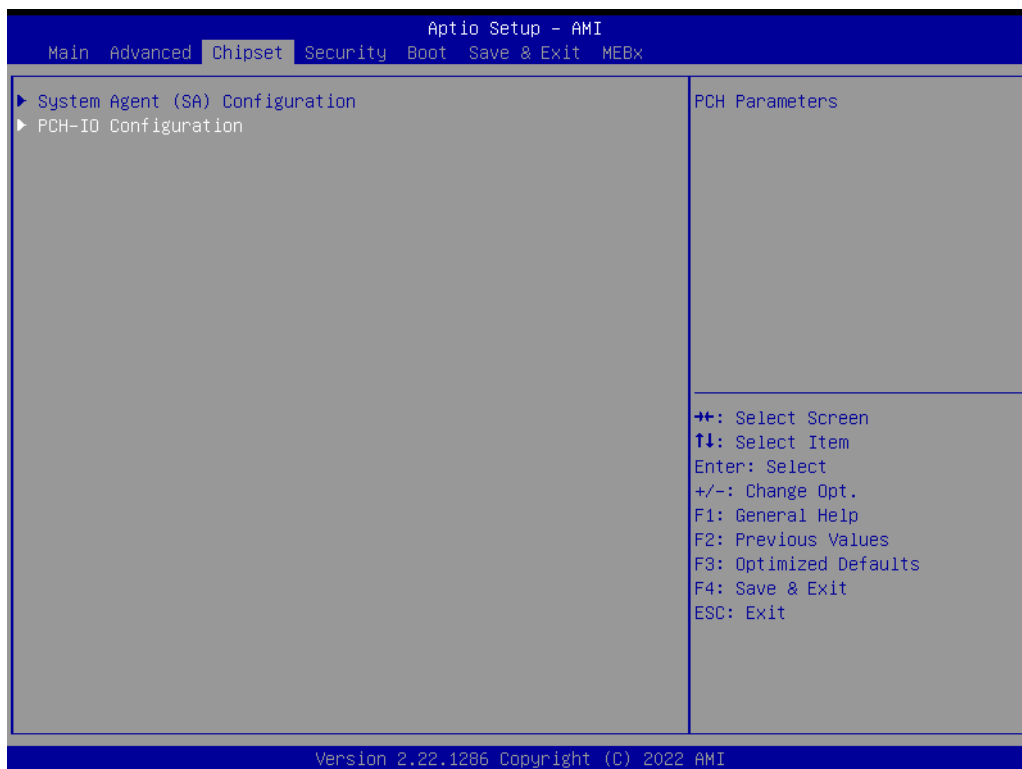 Aptio Setup – AMI
Main Advanced Chipset Security Boot Save & Exit MEBx
▶ System Agent (SA) Configuration
▶ PCH-IO Configuration
PCH Parameters
→←: Select Screen
↑↓: Select Item
Enter: Select
+/-: Change Opt.
F1: General Help
F2: Previous Values
F3: Optimized Defaults
F4: Save & Exit
ESC: Exit
Version 2.22.1286 Copyright (C) 2022 AMI